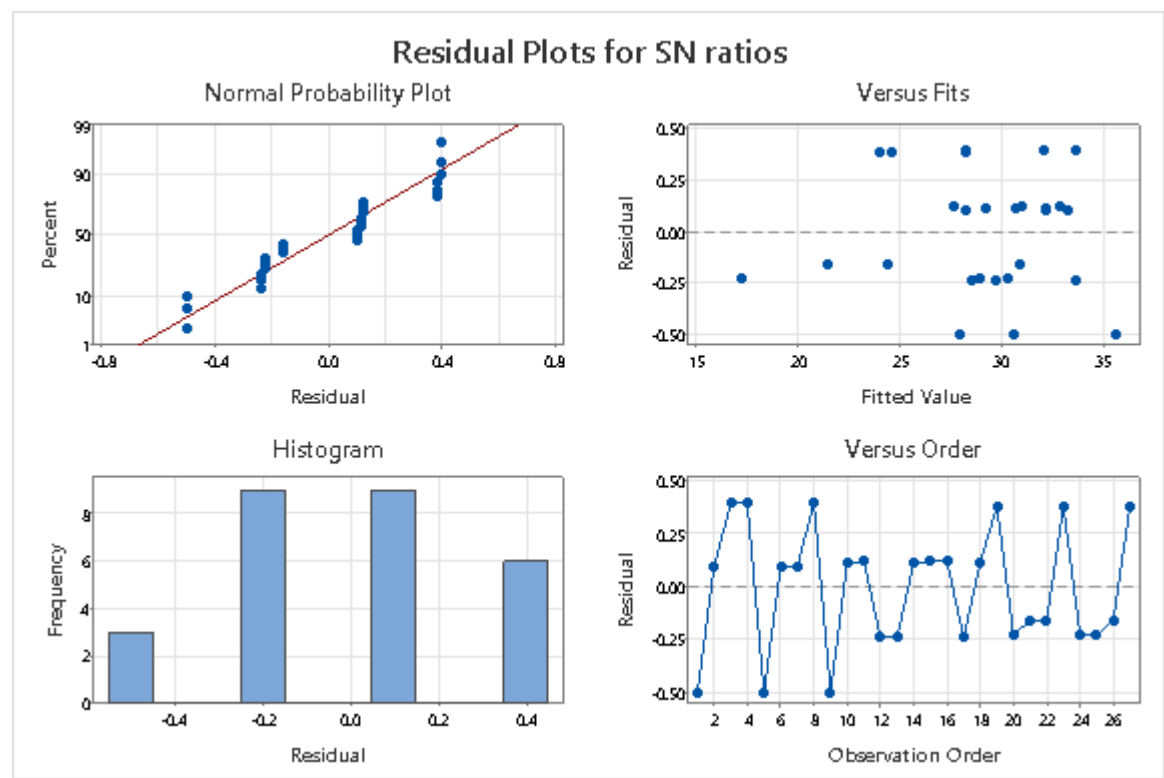 Residual Plots for SN ratios
Normal Probability Plot
99
90
50
10
1
Percent
-0.8 -0.4 0.0 0.4 0.8
Residual
Versus Fits
0.50
0.25
0.00
-0.25
-0.50
Residual
15 20 25 30 35
Fitted Value
Histogram
8
6
4
2
0
Frequency
-0.4 -0.2 0.0 0.2 0.4
Residual
Versus Order
0.50
0.25
0.00
-0.25
-0.50
Residual
2 4 6 8 10 12 14 16 18 20 22 24 26
Observation Order